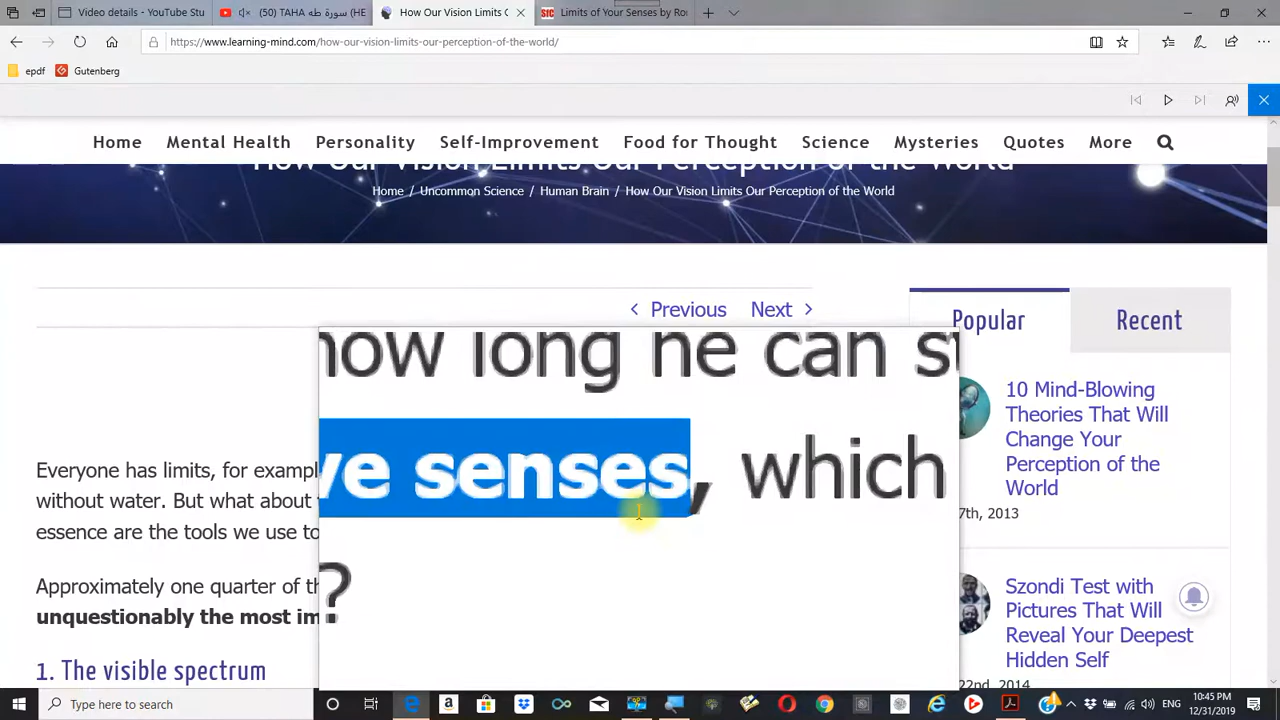 Video details - YouTube Stu
(50) TAHA سورة طه HI
How Our Vision Limits C
Limits of Your Senses by Ro
https://www.learning-mind.com/how-our-vision-limits-our-perception-of-the-world/
epdf
Gutenberg
Home
Mental Health
Personality
Self-Improvement
Food for Thought
Science
Mysteries
Quotes
More
How Our Vision Limits Our Perception of the World
Home / Uncommon Science / Human Brain / How Our Vision Limits Our Perception of the World
Previous
Next
Popular
Recent
how long he can s
ve senses, which
?
Everyone has limits, for exampl
without water. But what about
essence are the tools we use to
Approximately one quarter of th
unquestionably the most im
1. The visible spectrum
10 Mind-Blowing
Theories That Will
Change Your
Perception of the
World
7th, 2013
Szondi Test with
Pictures That Will
Reveal Your Deepest
Hidden Self
22nd, 2014
Type here to search
ENG
10:45 PM
12/31/2019